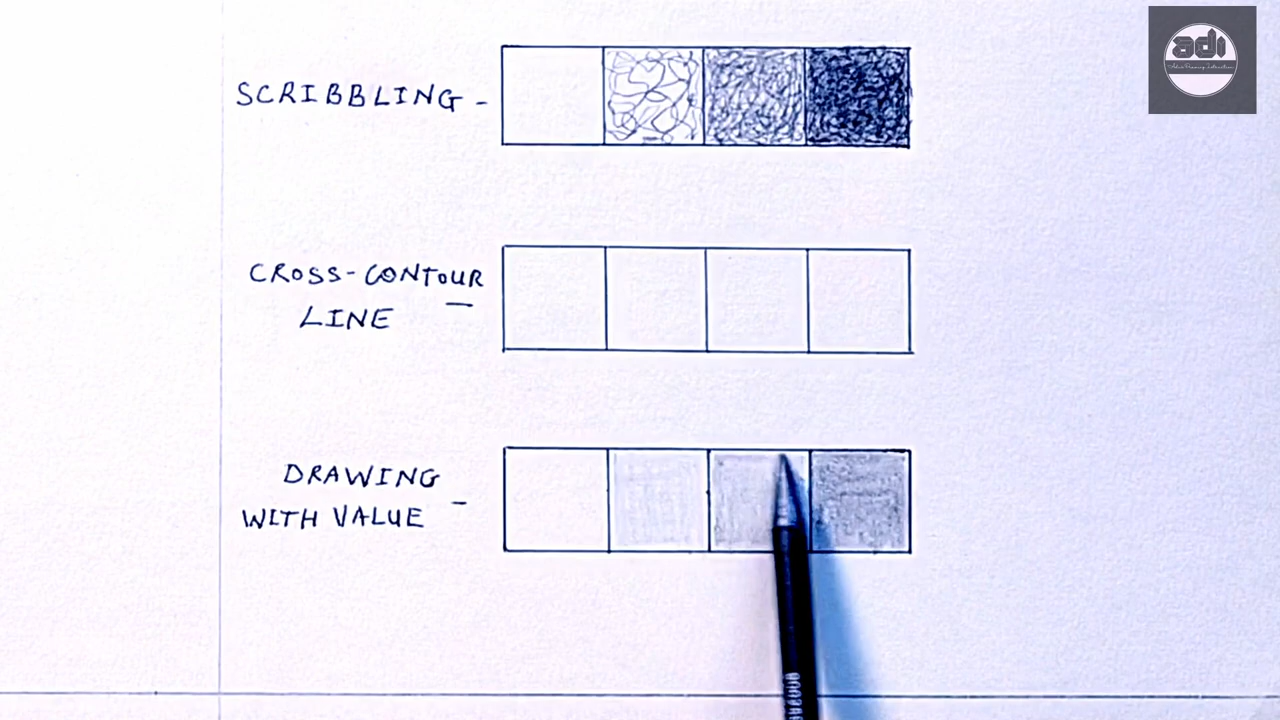 SCRIBBLING -
CROSS-CONTOUR
LINE -
DRAWING
WITH VALUE -
adi